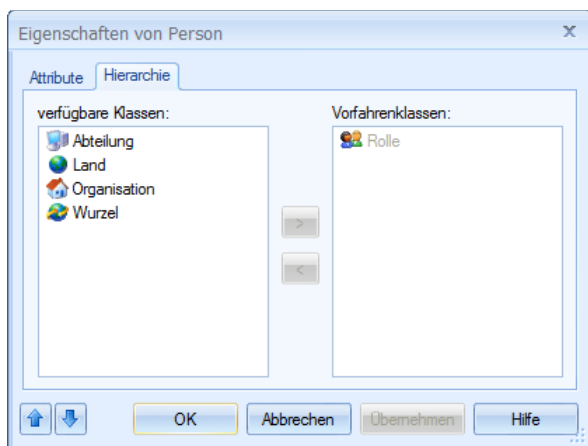 Eigenschaften von Person
x
Attribute Hierarchie
verfügbare Klassen:
Abteilung
Land
Organisation
Wurzel
Vorfahrenklassen:
Rolle
>
<
OK Abbrechen Übernehmen Hilfe